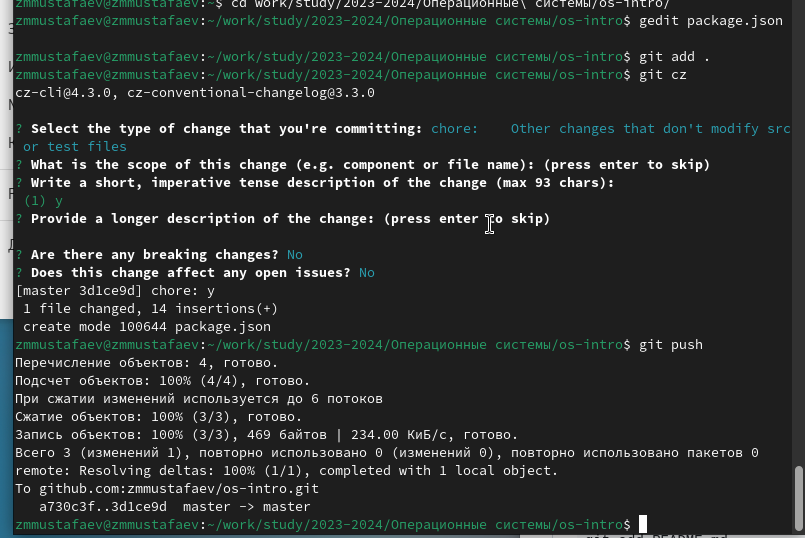 zmmustafaev@zmmustafaev:~$ cd work/study/2023-2024/Операционные\ системы/os-intro/
zmmustafaev@zmmustafaev:~/work/study/2023-2024/Операционные системы/os-intro$ gedit package.json
zmmustafaev@zmmustafaev:~/work/study/2023-2024/Операционные системы/os-intro$ git add .
zmmustafaev@zmmustafaev:~/work/study/2023-2024/Операционные системы/os-intro$ git cz
cz-cli@4.3.0, cz-conventional-changelog@3.3.0
? Select the type of change that you're committing: chore:    Other changes that don't modify src
or test files
? What is the scope of this change (e.g. component or file name): (press enter to skip)
? Write a short, imperative tense description of the change (max 93 chars):
(1) y
? Provide a longer description of the change: (press enter to skip)
? Are there any breaking changes? No
? Does this change affect any open issues? No
[master 3d1ce9d] chore: y
1 file changed, 14 insertions(+)
create mode 100644 package.json
zmmustafaev@zmmustafaev:~/work/study/2023-2024/Операционные системы/os-intro$ git push
Перечисление объектов: 4, готово.
Подсчет объектов: 100% (4/4), готово.
При сжатии изменений используется до 6 потоков
Сжатие объектов: 100% (3/3), готово.
Запись объектов: 100% (3/3), 469 байтов | 234.00 КиБ/с, готово.
Всего 3 (изменений 1), повторно использовано 0 (изменений 0), повторно использовано пакетов 0
remote: Resolving deltas: 100% (1/1), completed with 1 local object.
To github.com:zmmustafaev/os-intro.git
a730c3f..3d1ce9d  master -> master
zmmustafaev@zmmustafaev:~/work/study/2023-2024/Операционные системы/os-intro$